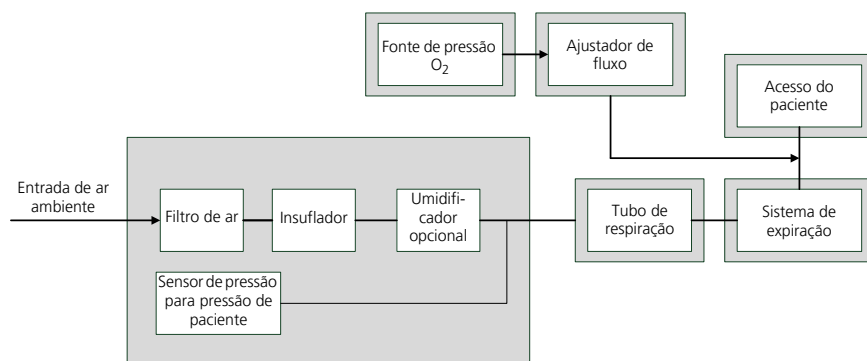 Fonte de pressão
O2
Ajustador de
fluxo
Acesso do
paciente
Entrada de ar
ambiente
Filtro de ar
Insuflador
Umidifi-
cador
opcional
Tubo de
respiração
Sistema de
expiração
Sensor de pressão
para pressão de
paciente